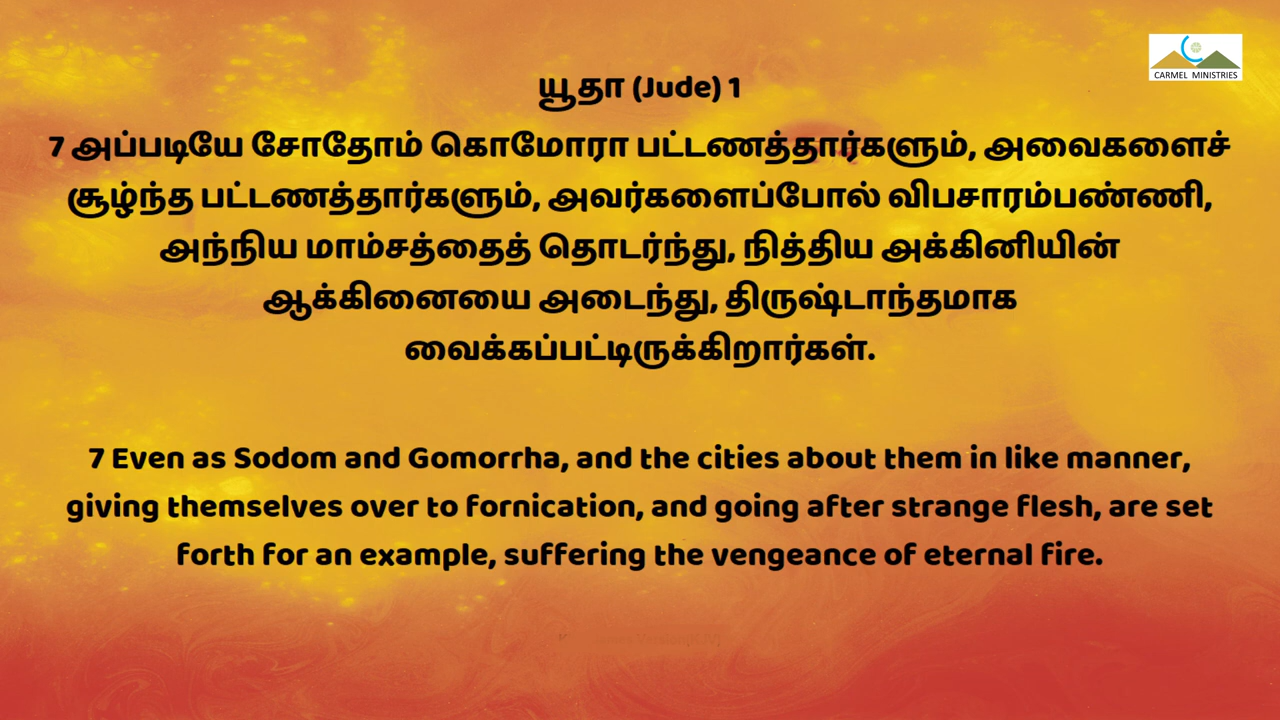 CARMEL MINISTRIES
யூதா (Jude) 1
7 அப்படியே சோதோம் கொமோரா பட்டணத்தார்களும், அவைகளைச்
சூழ்ந்த பட்டணத்தார்களும், அவர்களைப்போல் விபசாரம்பண்ணி,
அந்நிய மாம்சத்தைத் தொடர்ந்து, நித்திய அக்கினியின்
ஆக்கினையை அடைந்து, திருஷ்டாந்தமாக
வைக்கப்பட்டிருக்கிறார்கள்.
7 Even as Sodom and Gomorrha, and the cities about them in like manner,
giving themselves over to fornication, and going after strange flesh, are set
forth for an example, suffering the vengeance of eternal fire.